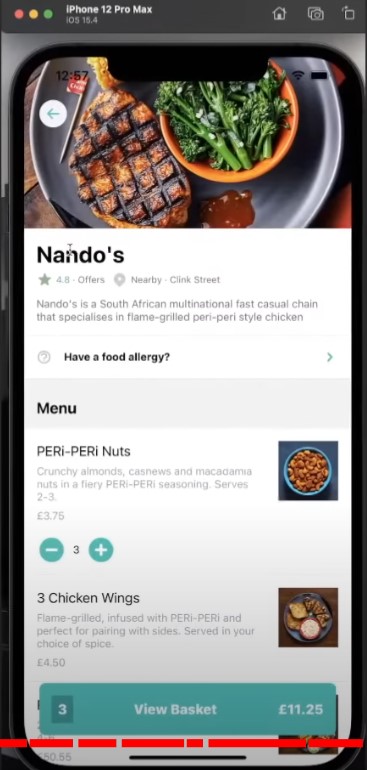 iPhone 12 Pro Max
iOS 15.4
12:57
Nando's
4.8 · Offers Nearby · Clink Street
Nando's is a South African multinational fast casual chain
that specialises in flame-grilled peri-peri style chicken
Have a food allergy?
Menu
PERi-PERi Nuts
Crunchy almonds, cashews and macadamia
nuts in a fiery PERi-PERi seasoning. Serves
2-3.
£3.75
3
3 Chicken Wings
Flame-grilled, infused with PERi-PERi and
perfect for pairing with sides. Served in your
choice of spice.
£4.50
3 View Basket £11.25